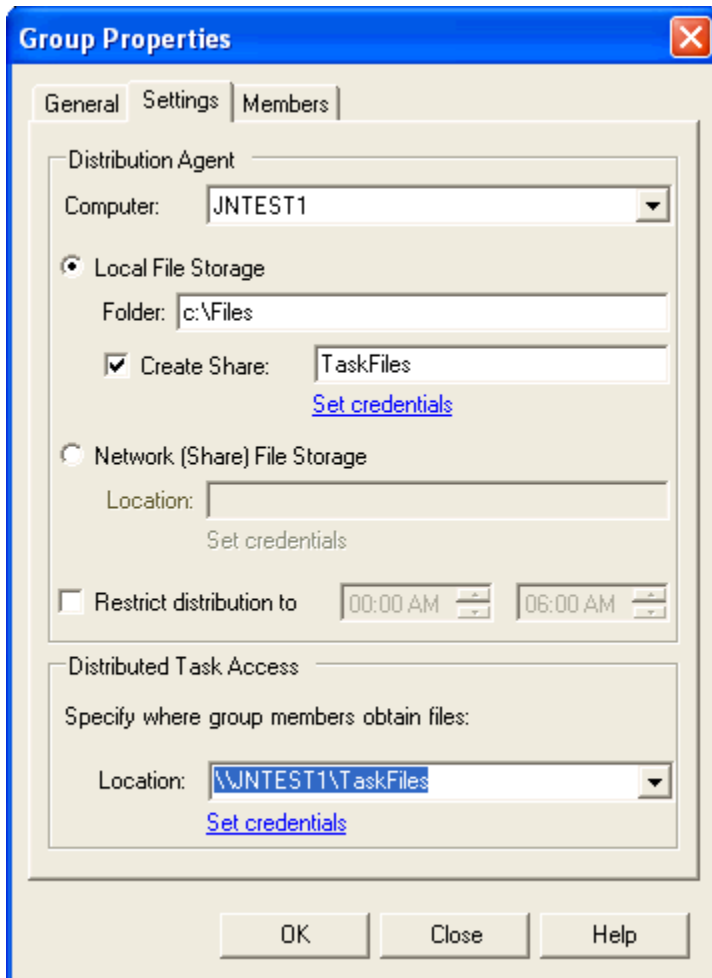 Group Properties
General Settings Members
Distribution Agent
Computer: JNTEST1
Local File Storage
Folder: c:\Files
Create Share: TaskFiles
Set credentials
Network (Share) File Storage
Location:
Set credentials
Restrict distribution to 00:00 AM 06:00 AM
Distributed Task Access
Specify where group members obtain files:
Location: \\JNTEST1\TaskFiles
Set credentials
OK Close Help